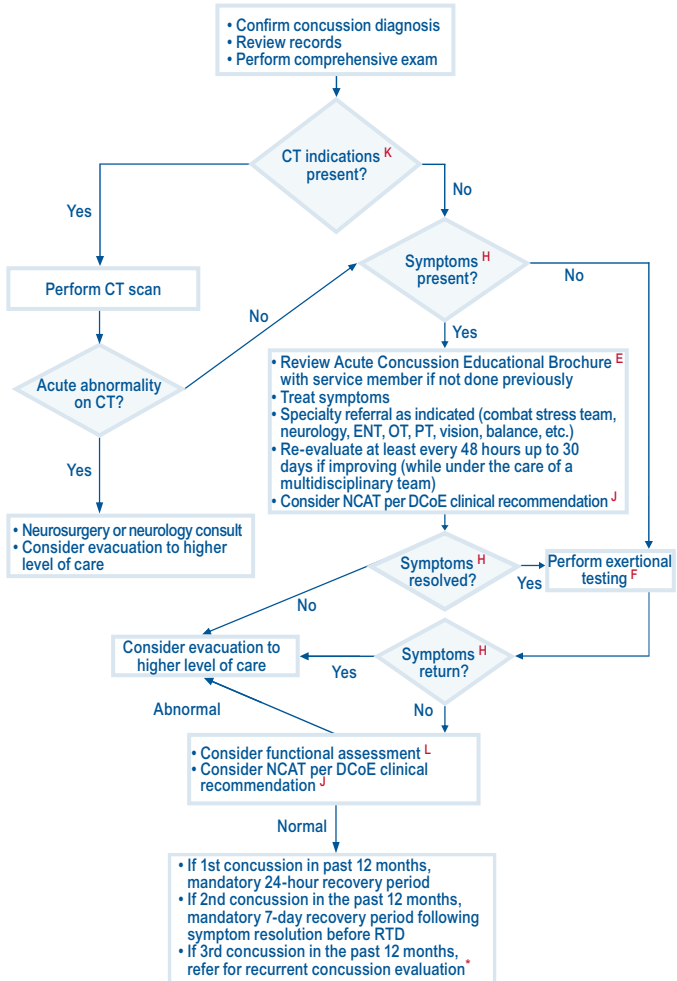 • Confirm concussion diagnosis
• Review records
• Perform comprehensive exam
CT indications K
present?
Yes
No
Perform CT scan
Symptoms H
present?
No
No
Yes
Acute abnormality
on CT?
• Review Acute Concussion Educational Brochure E
with service member if not done previously
• Treat symptoms
• Specialty referral as indicated (combat stress team,
neurology, ENT, OT, PT, vision, balance, etc.)
• Re-evaluate at least every 48 hours up to 30
days if improving (while under the care of a
multidisciplinary team)
• Consider NCAT per DCoE clinical recommendation J
Yes
• Neurosurgery or neurology consult
• Consider evacuation to higher
level of care
Symptoms H
resolved?
Yes
Perform exertional
testing F
No
Consider evacuation to
higher level of care
Yes
Symptoms H
return?
Abnormal
No
• Consider functional assessment L
• Consider NCAT per DCoE clinical
recommendation J
Normal
• If 1st concussion in past 12 months,
mandatory 24-hour recovery period
• If 2nd concussion in the past 12 months,
mandatory 7-day recovery period following
symptom resolution before RTD
• If 3rd concussion in the past 12 months,
refer for recurrent concussion evaluation*